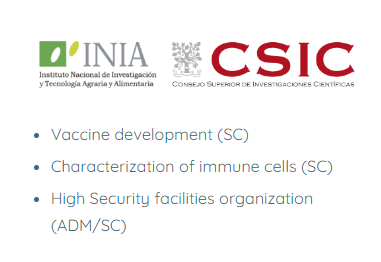 INIA
Instituto Nacional de Investigación
y Tecnología Agraria y Alimentaria
CSIC
CONSEJO SUPERIOR DE INVESTIGACIONES CIENTÍFICAS
• Vaccine development (SC)
• Characterization of immune cells (SC)
• High Security facilities organization
(ADM/SC)